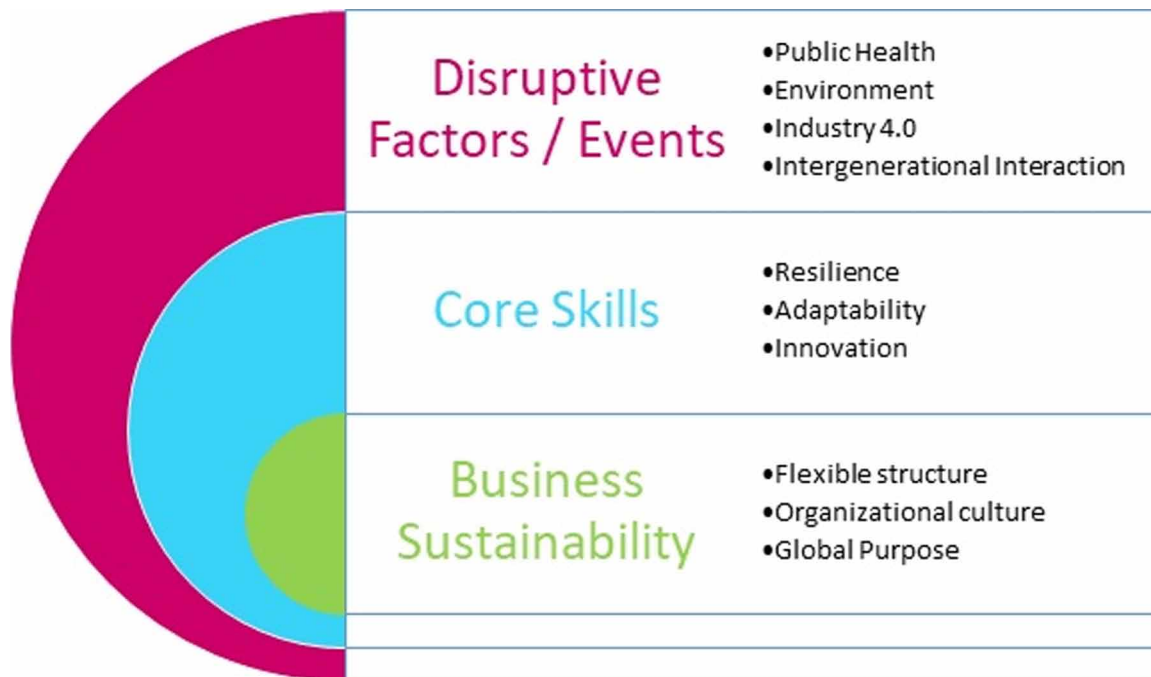 Disruptive
Factors / Events
•Public Health
•Environment
•Industry 4.0
•Intergenerational Interaction
Core Skills
•Resilience
•Adaptability
•Innovation
Business
Sustainability
•Flexible structure
•Organizational culture
•Global Purpose